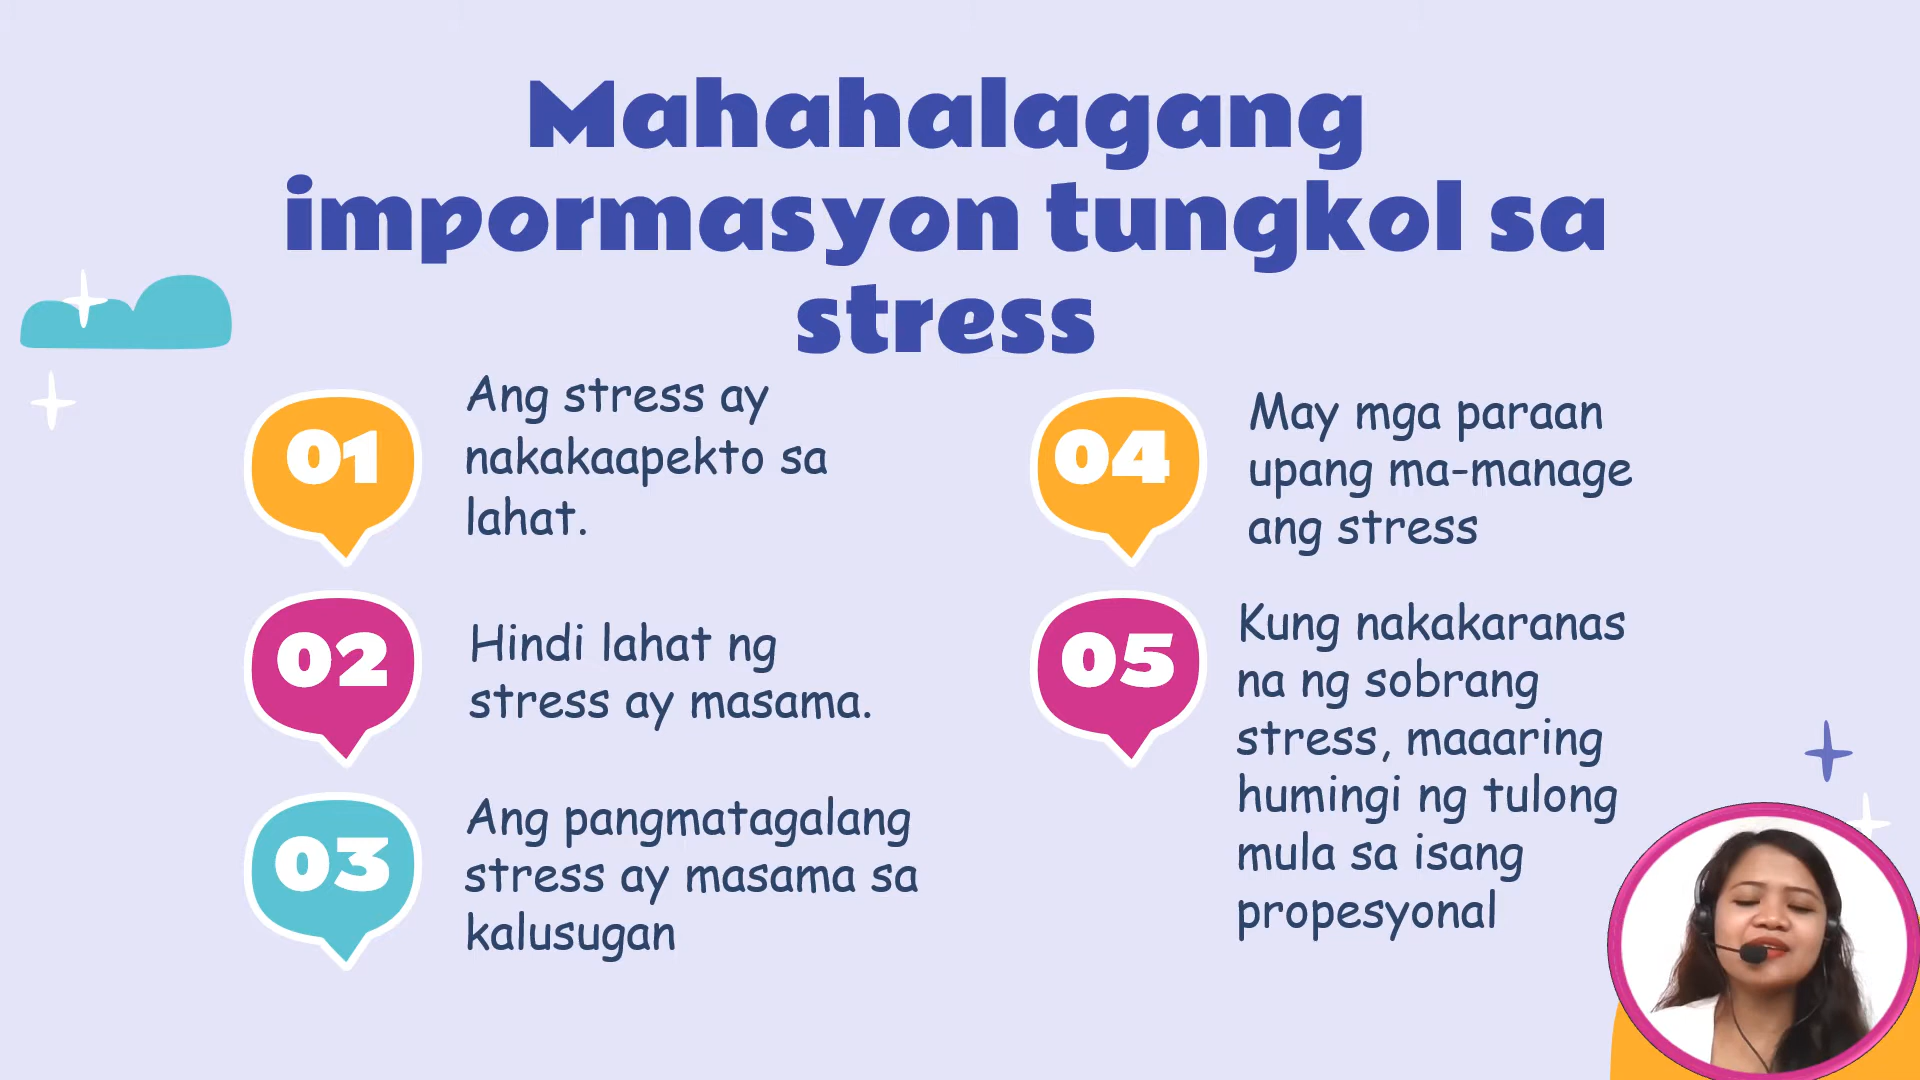 Mahahalagang
impormasyon tungkol sa
stress
01
Ang stress ay
nakakaapekto sa
lahat.
02
Hindi lahat ng
stress ay masama.
03
Ang pangmatagalang
stress ay masama sa
kalusugan
04
May mga paraan
upang ma-manage
ang stress
05
Kung nakakaranas
na ng sobrang
stress, maaaring
humingi ng tulong
mula sa isang
propesyonal